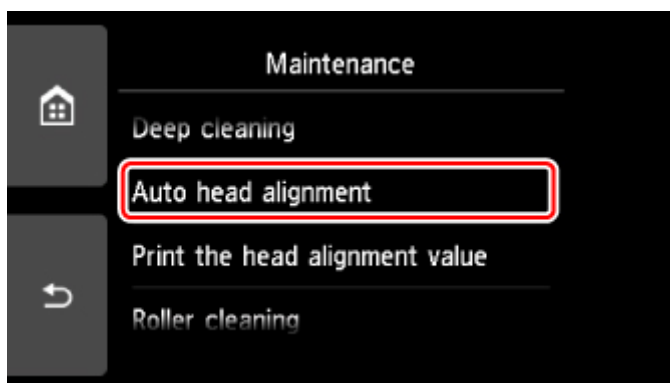 Maintenance
Deep cleaning
Auto head alignment
Print the head alignment value
Roller cleaning